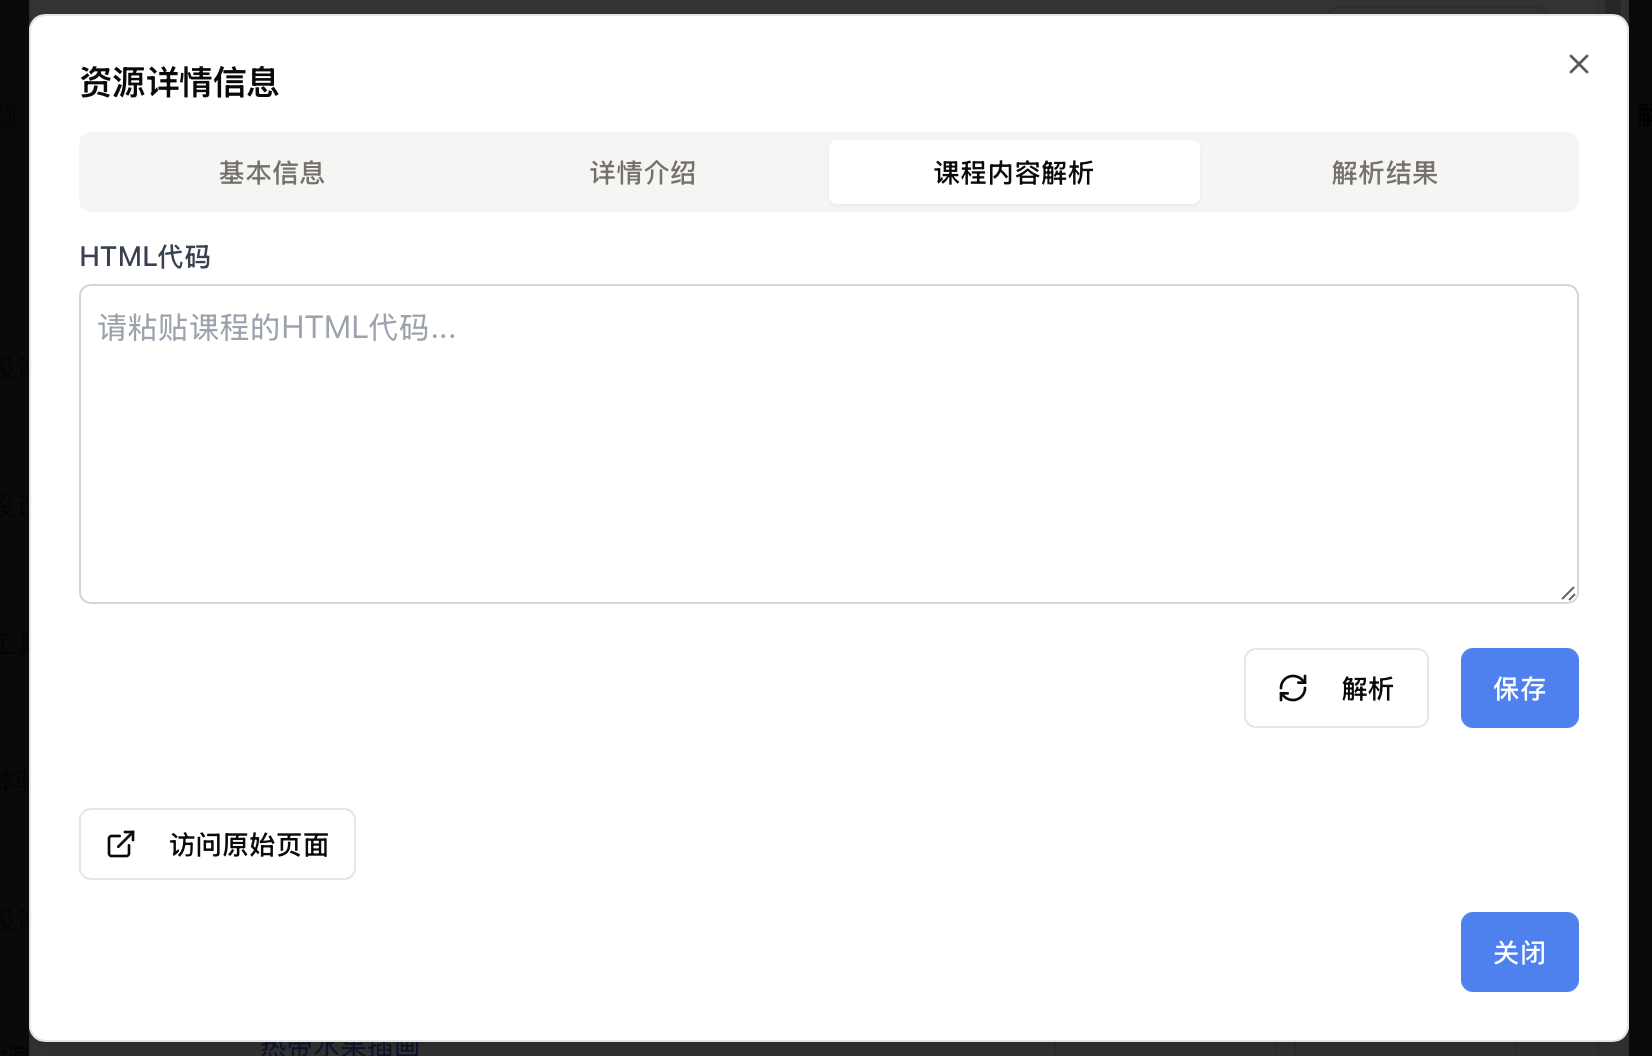 资源详情信息
基本信息
详情介绍
课程内容解析
解析结果
HTML代码
请粘贴课程的HTML代码...
解析
保存
访问原始页面
关闭